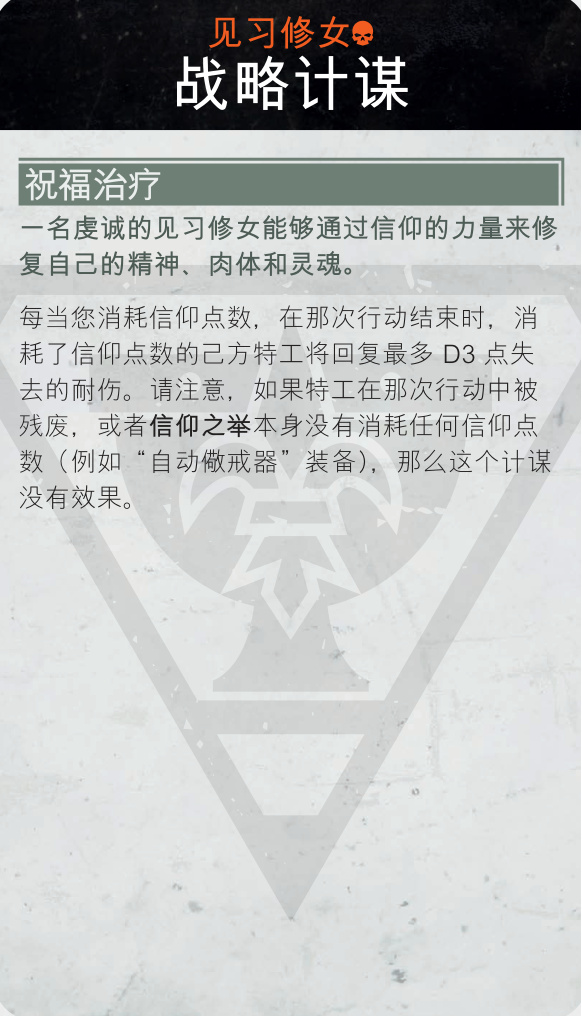 见习修女
战略计谋
祝福治疗
一名虔诚的见习修女能够通过信仰的力量来修
复自己的精神、肉体和灵魂。
每当您消耗信仰点数，在那次行动结束时，消
耗了信仰点数的己方特工将回复最多 D3 点失
去的耐伤。请注意，如果特工在那次行动中被
残废，或者信仰之举本身没有消耗任何信仰点
数（例如“自动儆戒器”装备），那么这个计谋
没有效果。